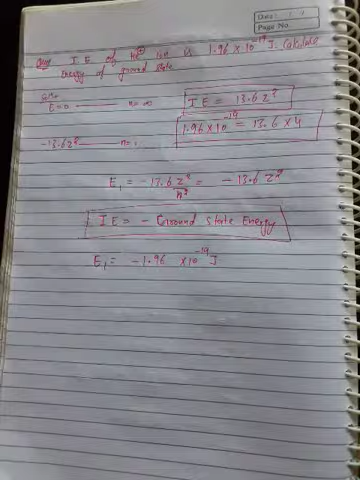 Date: / /
Page No.
Que I E of He⊕ ion is 1.96 × 10⁻¹⁹ J. Calculate
Energy of ground state
Solⁿ
E=0 n=∞
I E = 13.6 z²
1.96 × 10⁻¹⁹ = 13.6 × 4
-13.6z² n=1
E₁ = -13.6 z²/n² = - 13.6 z²
I E = - Ground State Energy
E₁ = -1.96 × 10⁻¹⁹ J